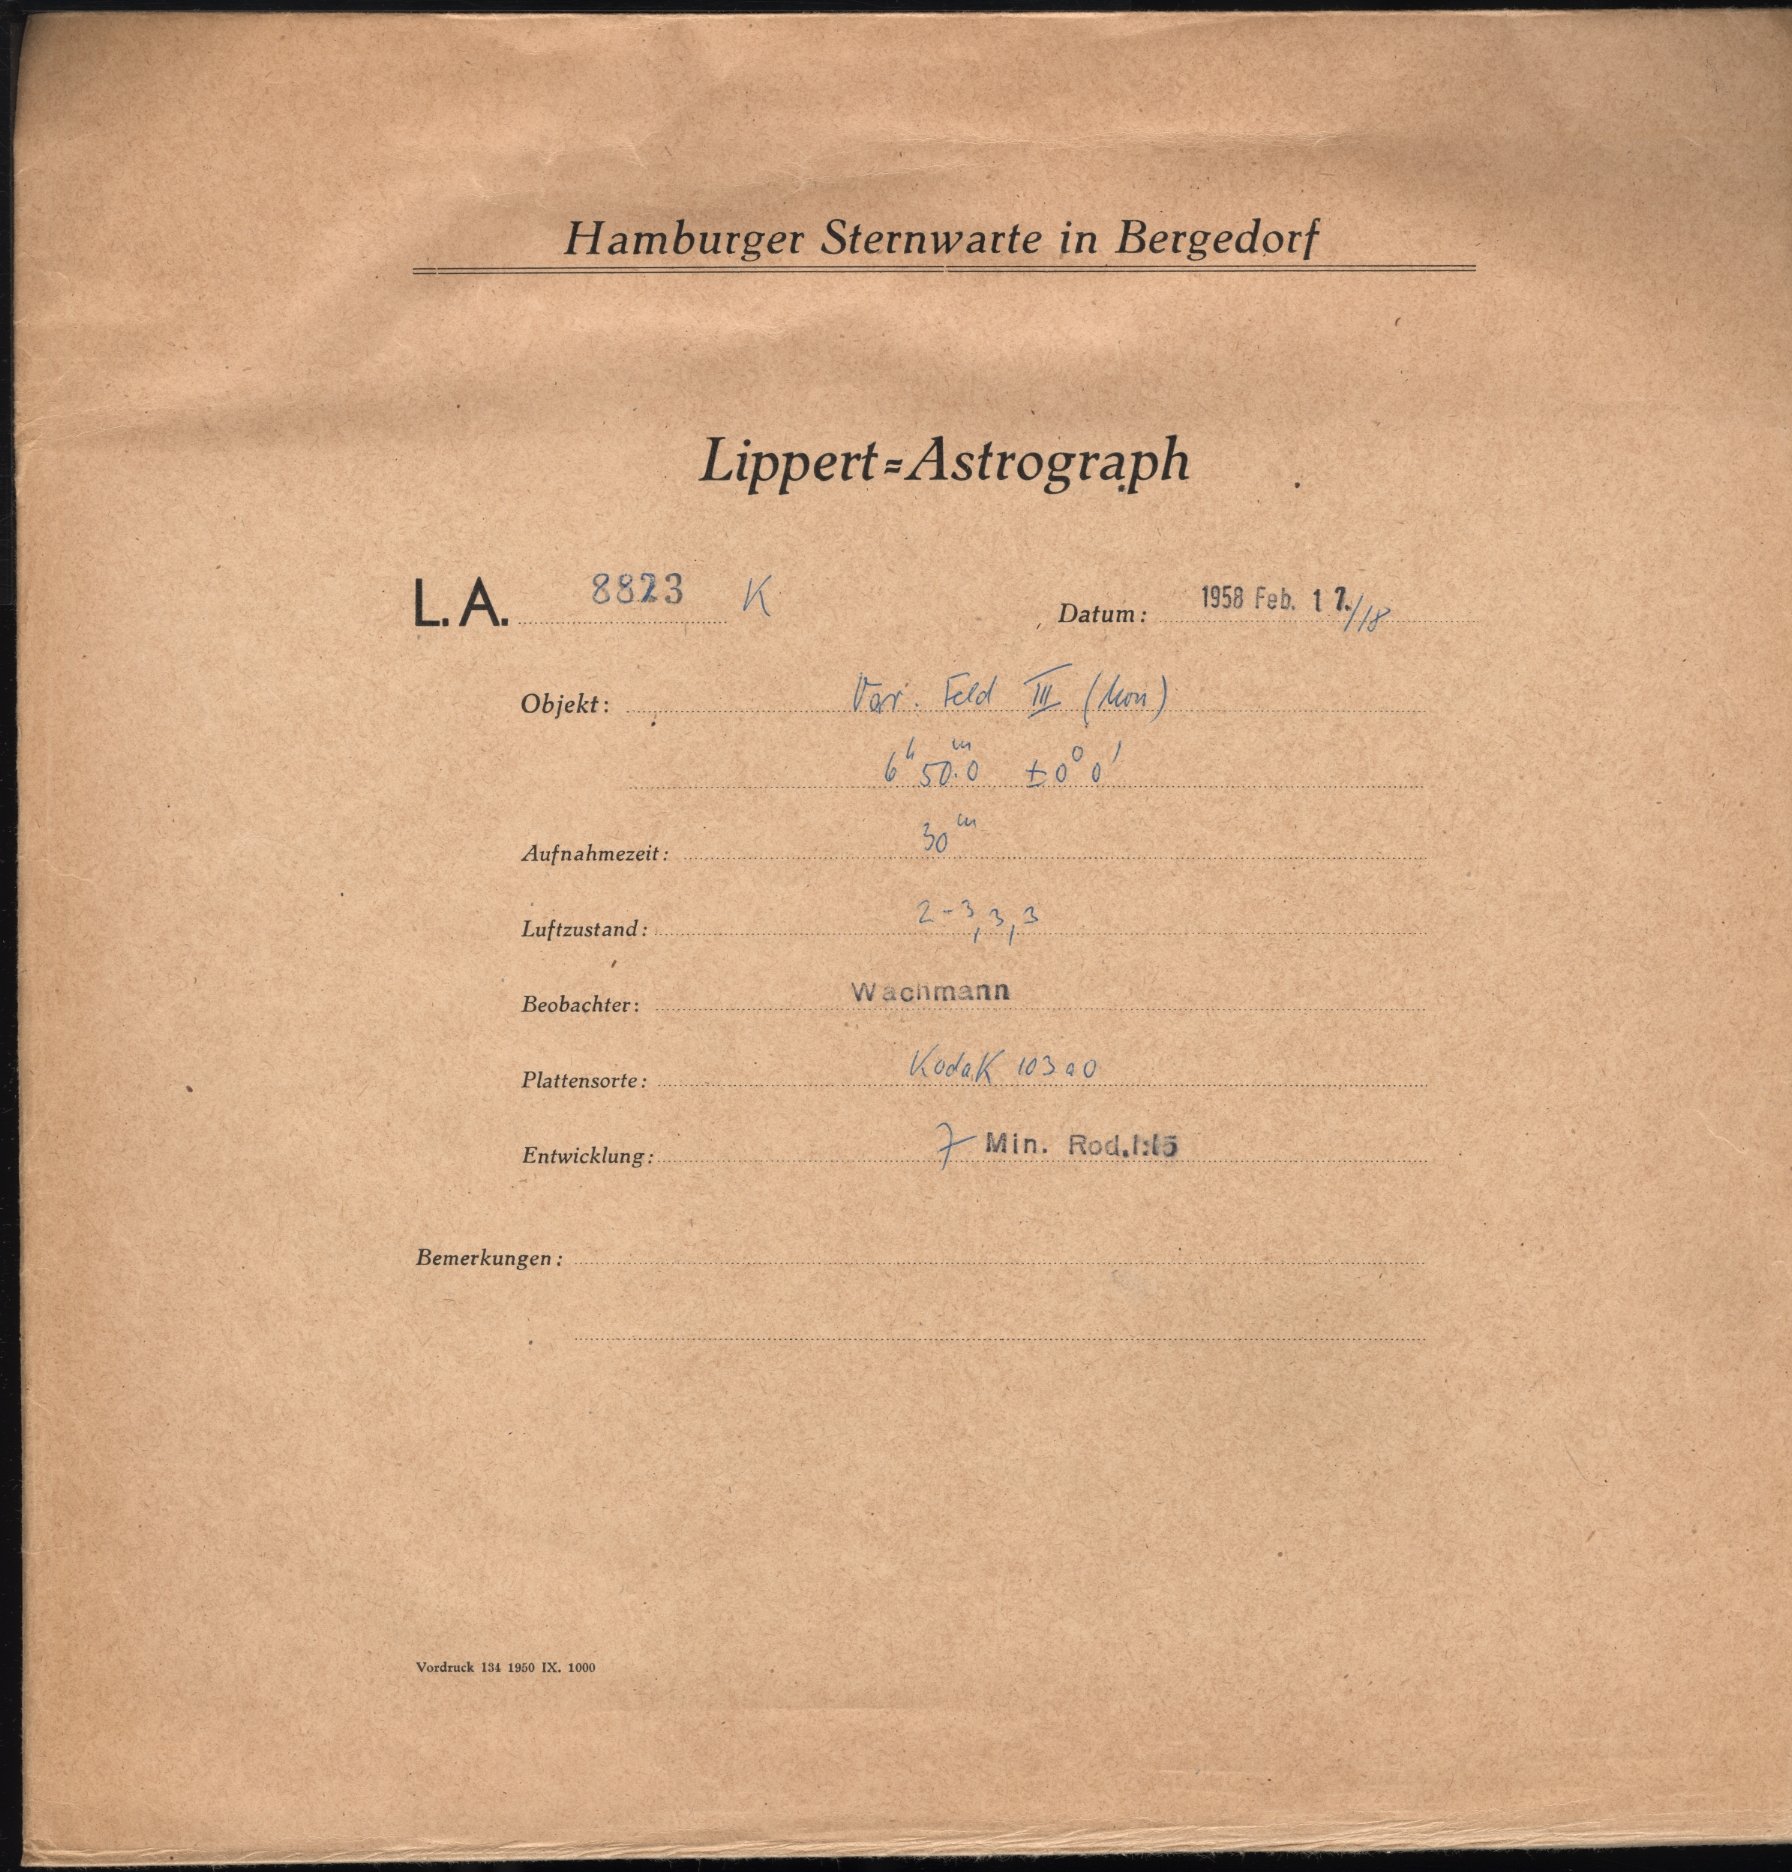 Hamburger Sternwarte in Bergedorf
Lippert=Astrograph
L. A. 8823 K
Datum: 1958 Feb. 17./18
Objekt: Var. Feld III (Mon)
6h 50.m0 ±0° 0'
Aufnahmezeit: 30m
Luftzustand: 2-3, 3, 3
Beobachter: Wachmann
Plattensorte: Kodak 103 a O
Entwicklung: 7 Min. Rod. 1:15
Bemerkungen:
Vordruck 134 1950 IX. 1000